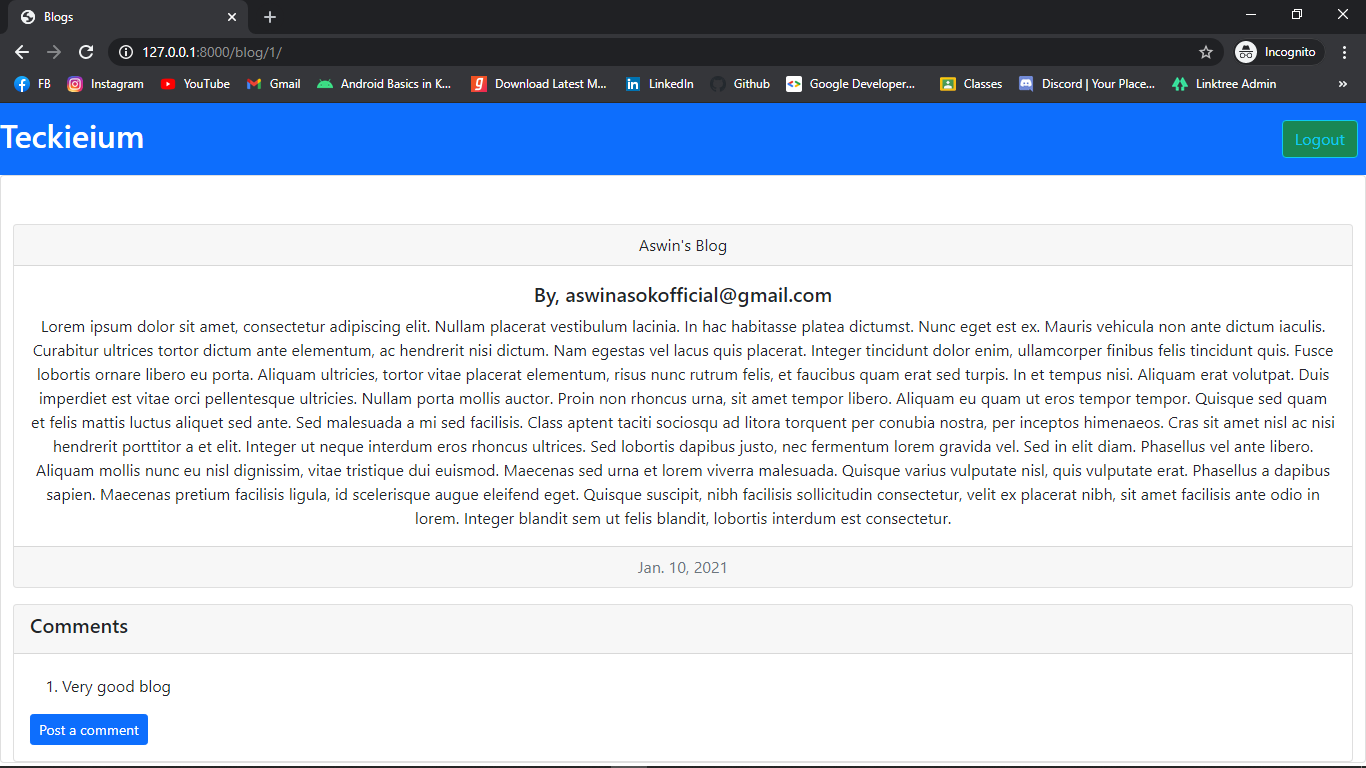 Blogs
127.0.0.1:8000/blog/1/
Incognito
FB
Instagram
YouTube
Gmail
Android Basics in K...
Download Latest M...
LinkedIn
Github
Google Developer...
Classes
Discord | Your Place...
Linktree Admin
»
Teckieium
Logout
Aswin's Blog
By, aswinasokofficial@gmail.com
Lorem ipsum dolor sit amet, consectetur adipiscing elit. Nullam placerat vestibulum lacinia. In hac habitasse platea dictumst. Nunc eget est ex. Mauris vehicula non ante dictum iaculis.
Curabitur ultrices tortor dictum ante elementum, ac hendrerit nisi dictum. Nam egestas vel lacus quis placerat. Integer tincidunt dolor enim, ullamcorper finibus felis tincidunt quis. Fusce
lobortis ornare libero eu porta. Aliquam ultricies, tortor vitae placerat elementum, risus nunc rutrum felis, et faucibus quam erat sed turpis. In et tempus nisi. Aliquam erat volutpat. Duis
imperdiet est vitae orci pellentesque ultricies. Nullam porta mollis auctor. Proin non rhoncus urna, sit amet tempor libero. Aliquam eu quam ut eros tempor tempor. Quisque sed quam
et felis mattis luctus aliquet sed ante. Sed malesuada a mi sed facilisis. Class aptent taciti sociosqu ad litora torquent per conubia nostra, per inceptos himenaeos. Cras sit amet nisl ac nisi
hendrerit porttitor a et elit. Integer ut neque interdum eros rhoncus ultrices. Sed lobortis dapibus justo, nec fermentum lorem gravida vel. Sed in elit diam. Phasellus vel ante libero.
Aliquam mollis nunc eu nisl dignissim, vitae tristique dui euismod. Maecenas sed urna et lorem viverra malesuada. Quisque varius vulputate nisl, quis vulputate erat. Phasellus a dapibus
sapien. Maecenas pretium facilisis ligula, id scelerisque augue eleifend eget. Quisque suscipit, nibh facilisis sollicitudin consectetur, velit ex placerat nibh, sit amet facilisis ante odio in
lorem. Integer blandit sem ut felis blandit, lobortis interdum est consectetur.
Jan. 10, 2021
Comments
1. Very good blog
Post a comment